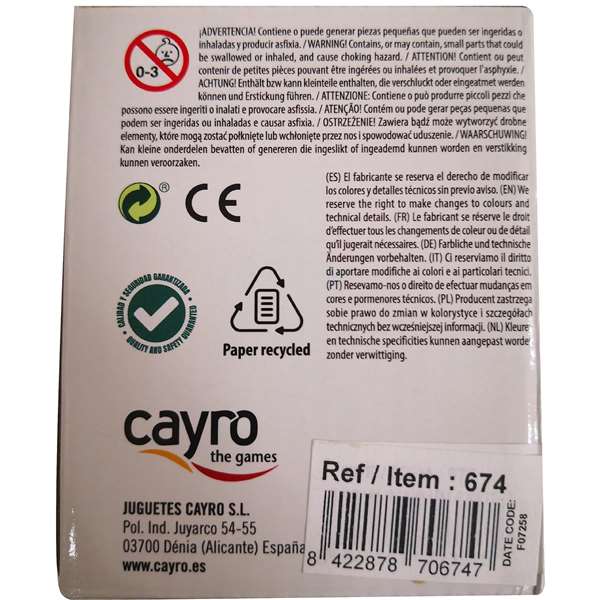 ¡ADVERTENCIA! Contiene o puede generar piezas pequeñas que pueden ser ingeridas o
inhaladas y producir asfixia. / WARNING! Contains, or may contain, small parts that could
be swallowed or inhaled, and cause choking hazard. / ATTENTION! Contient ou peut
contenir de petites pièces pouvant être ingérées ou inhalées et provoquer l'asphyxie./
ACHTUNG! Enthält bzw kann kleinteile enthalten, die verschluckt oder eingeatmet werden
können und Erstickung führen. / ATTENZIONE: Contiene o può produrre piccoli pezzi che
possono essere ingeriti o inalati e provocare asfissia. / ATENÇÃO! Contém ou pode gerar peças pequenas que
podem ser ingeridas ou inhaladas e causar asfixia. / OSTRZEŻENIE! Zawiera bądź może wytworzyć drobne
elementy, które mogą zostać połknięte lub wchłonięte przez nos i spowodować uduszenie. / WAARSCHUWING!
Kan kleine onderdelen bevatten of genereren die ingeslikt of ingeademd kunnen worden en verstikking
kunnen veroorzaken.
0-3
(ES) El fabricante se reserva el derecho de modificar
los colores y detalles técnicos sin previo aviso. (EN) We
reserve the right to make changes to colours and
technical details. (FR) Le fabricant se réserve le droit
d'effectuer tous les changements de couleur ou de détail
qu'il jugerait nécessaires. (DE) Farbliche und technische
Änderungen vorbehalten. (IT) Ci reserviamo il diritto
di aportare modifiche ai colori e ai particolari tecnici.
(PT) Resevamo-nos o direito de efectuar mudanças em
cores e pormenores técnicos. (PL) Producent zastrzega
sobie prawo do zmian w kolorystyce i szczegółach
technicznych bez wcześniejszej informacji. (NL) Kleuren
en technische specificities kunnen aangepast worden
zonder verwittiging.
®
CE
CALIDAD Y SEGURIDAD GARANTIZADA
QUALITY AND SAFETY GUARANTEED
Paper recycled
cayro
the games
JUGUETES CAYRO S.L.
Pol. Ind. Juyarco 54-55
03700 Dénia (Alicante) España
www.cayro.es
Ref / Item : 674
8 422878 706747
DATE CODE:
F07258